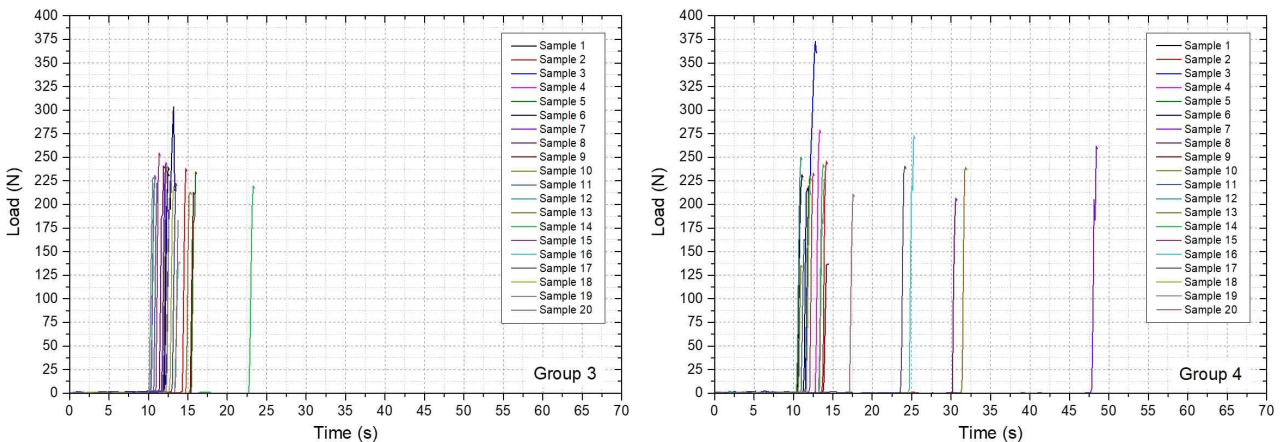 400
375
350
325
300
275
250
225
200
175
150
125
100
75
50
25
0
Load (N)
0 5 10 15 20 25 30 35 40 45 50 55 60 65 70
Time (s)
Sample 1
Sample 2
Sample 3
Sample 4
Sample 5
Sample 6
Sample 7
Sample 8
Sample 9
Sample 10
Sample 11
Sample 12
Sample 13
Sample 14
Sample 15
Sample 16
Sample 17
Sample 18
Sample 19
Sample 20
Group 3
400
375
350
325
300
275
250
225
200
175
150
125
100
75
50
25
0
Load (N)
0 5 10 15 20 25 30 35 40 45 50 55 60 65 70
Time (s)
Sample 1
Sample 2
Sample 3
Sample 4
Sample 5
Sample 6
Sample 7
Sample 8
Sample 9
Sample 10
Sample 11
Sample 12
Sample 13
Sample 14
Sample 15
Sample 16
Sample 17
Sample 18
Sample 19
Sample 20
Group 4